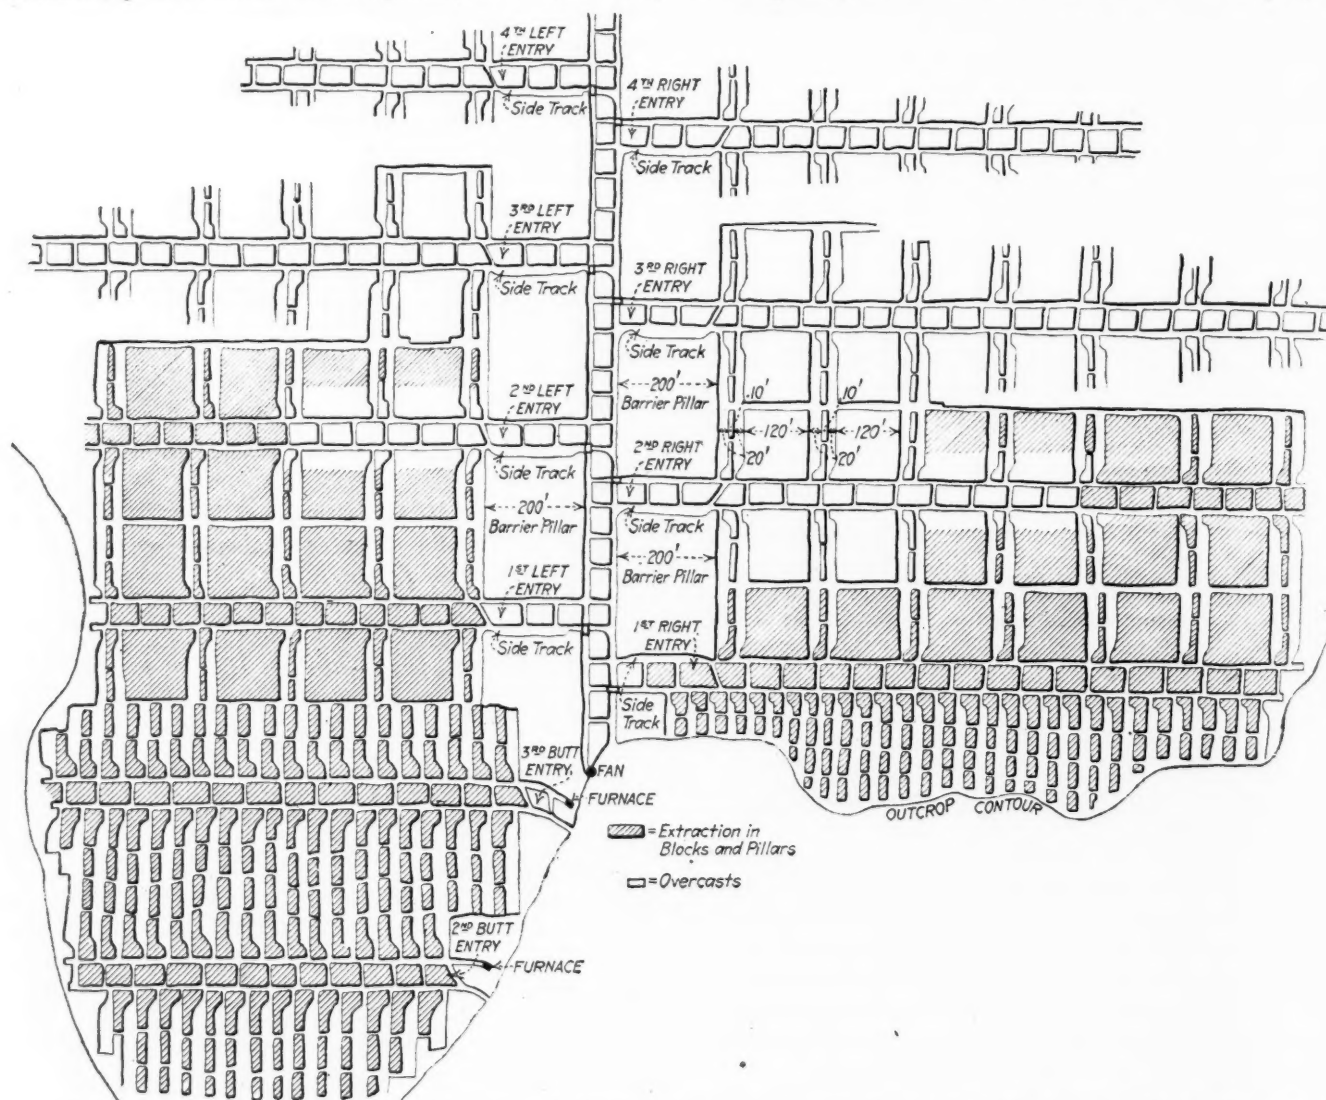 4TH LEFT
ENTRY
Side Track
4TH RIGHT
ENTRY
Side Track
3RD LEFT
ENTRY
Side Track
3RD RIGHT
ENTRY
Side Track
200'
Barrier Pillar
2ND LEFT
ENTRY
Side Track
10'
10'
120'
120'
20'
20'
2ND RIGHT
ENTRY
Side Track
200'
Barrier Pillar
200'
Barrier Pillar
1ST LEFT
ENTRY
Side Track
1ST RIGHT
ENTRY
Side
Track
3RD BUTT
ENTRY
FAN
FURNACE
OUTCROP CONTOUR
= Extraction in
Blocks and Pillars
= Overcasts
2ND BUTT
ENTRY
FURNACE